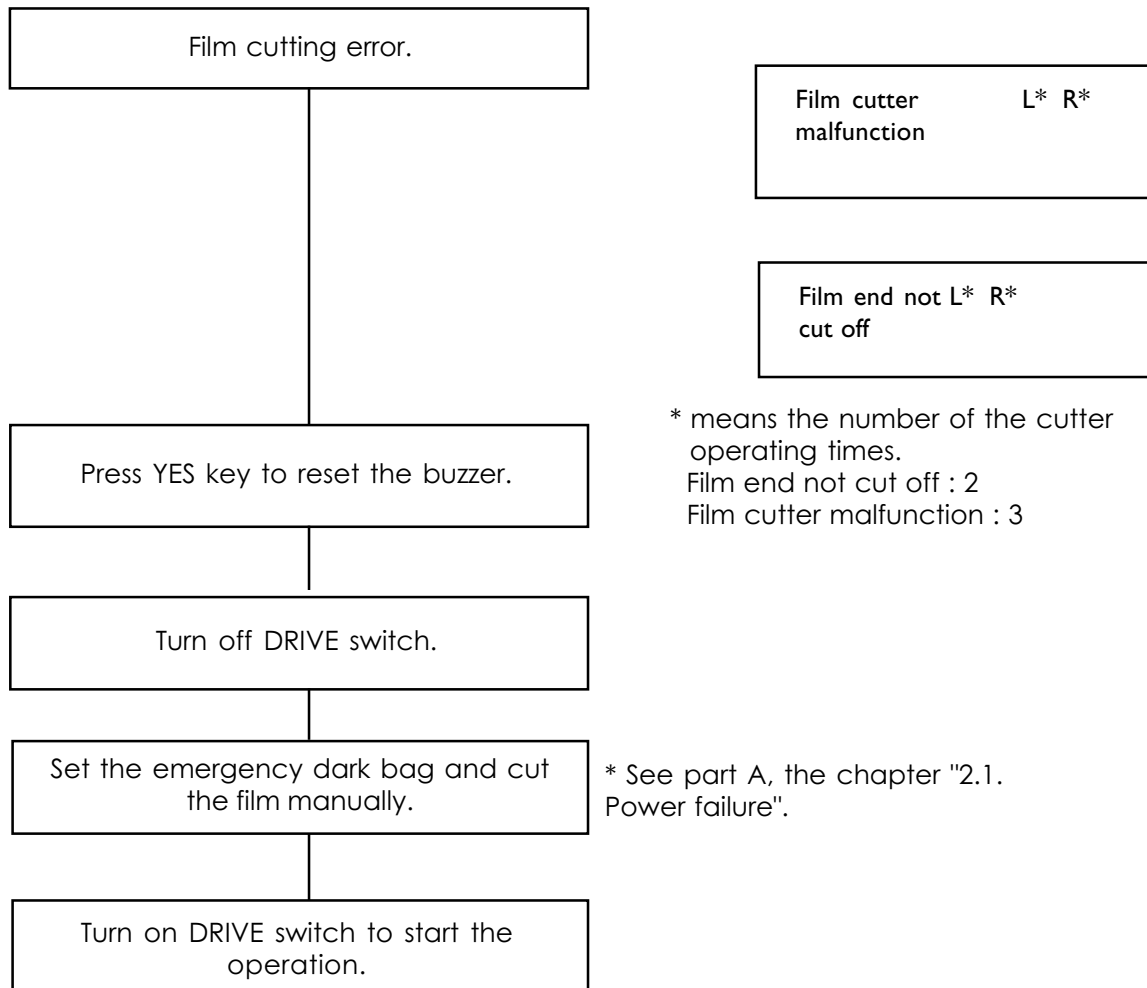 Film cutting error.
Film cutter L* R*
malfunction
Film end not L* R*
cut off
* means the number of the cutter
operating times.
Film end not cut off : 2
Film cutter malfunction : 3
Press YES key to reset the buzzer.
Turn off DRIVE switch.
Set the emergency dark bag and cut
the film manually.
* See part A, the chapter "2.1.
Power failure".
Turn on DRIVE switch to start the
operation.